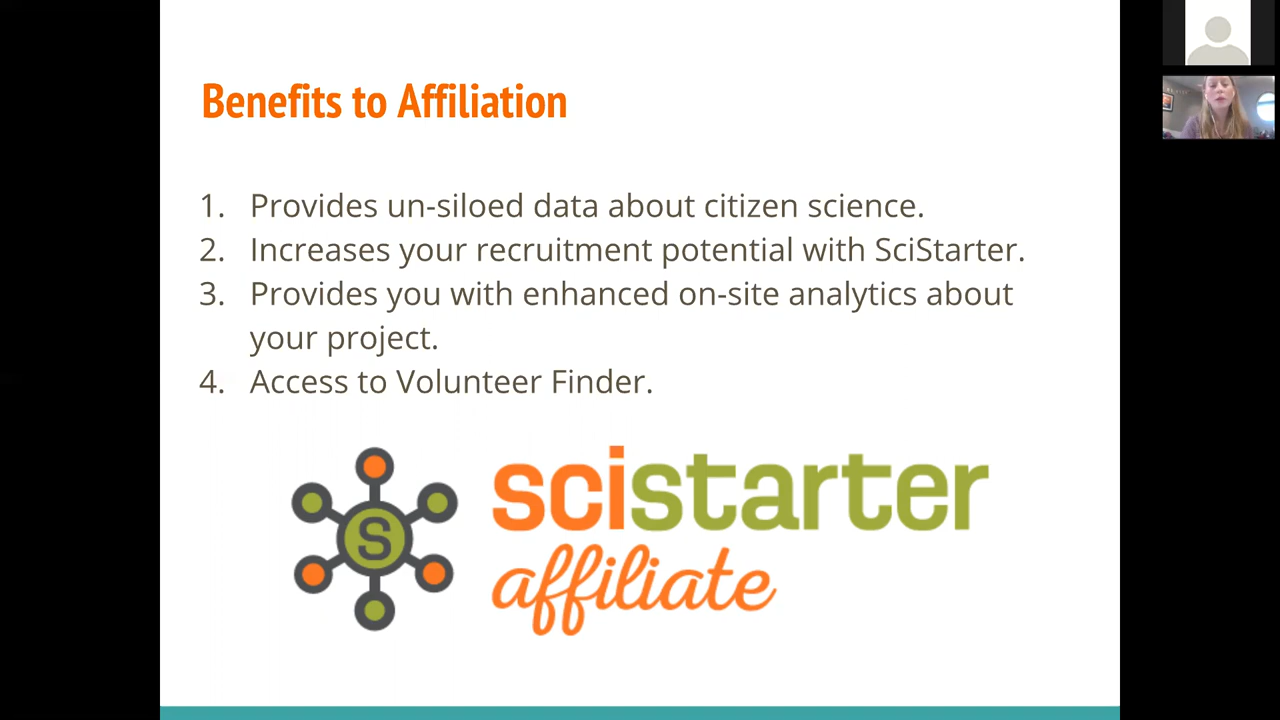 Benefits to Affiliation
1. Provides un-siloed data about citizen science.
2. Increases your recruitment potential with SciStarter.
3. Provides you with enhanced on-site analytics about
your project.
4. Access to Volunteer Finder.
S
scistarter
affiliate